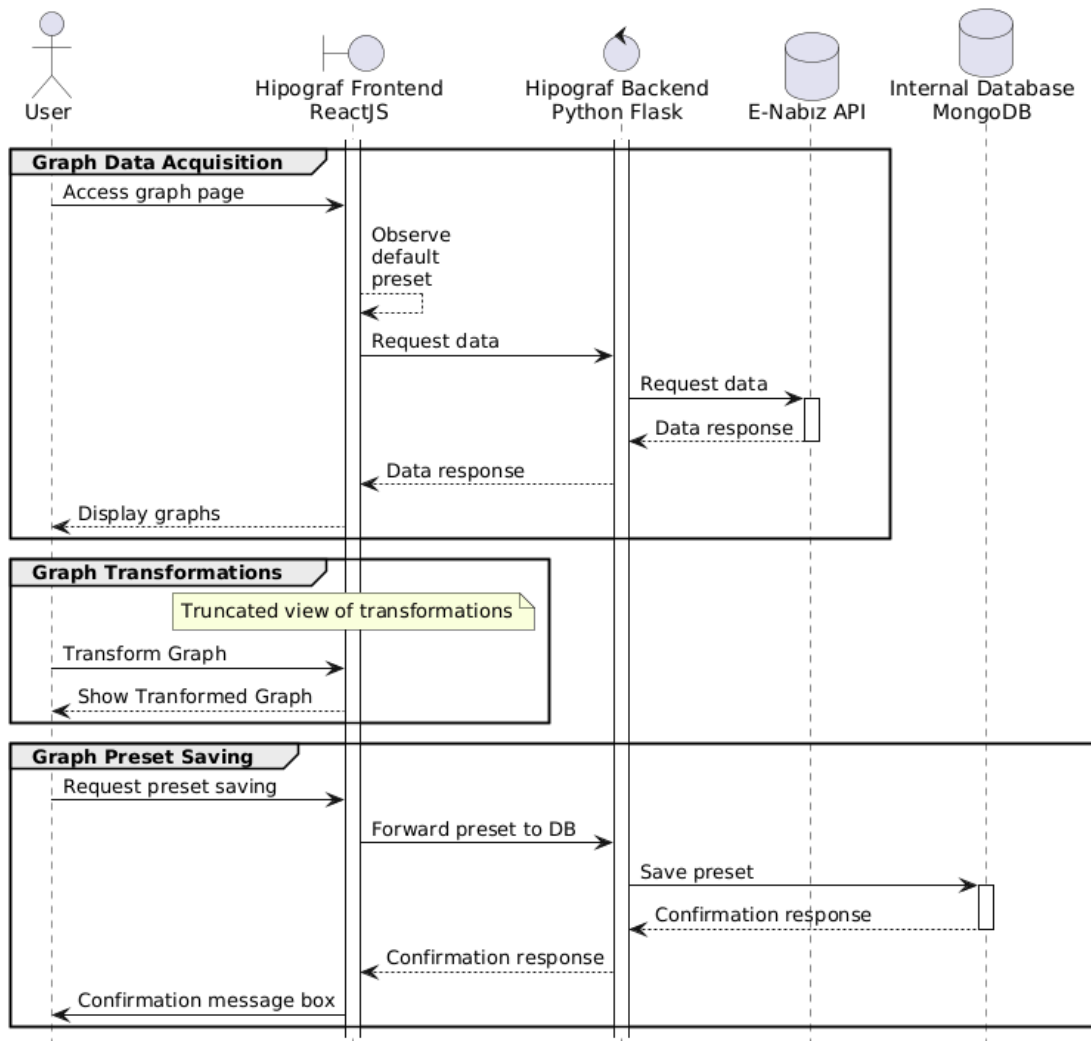 User
Hipograf Frontend
ReactJS
Hipograf Backend
Python Flask
E-Nabız API
Internal Database
MongoDB
Graph Data Acquisition
Access graph page
Observe
default
preset
Request data
Request data
Data response
Data response
Display graphs
Graph Transformations
Truncated view of transformations
Transform Graph
Show Tranformed Graph
Graph Preset Saving
Request preset saving
Forward preset to DB
Save preset
Confirmation response
Confirmation response
Confirmation message box